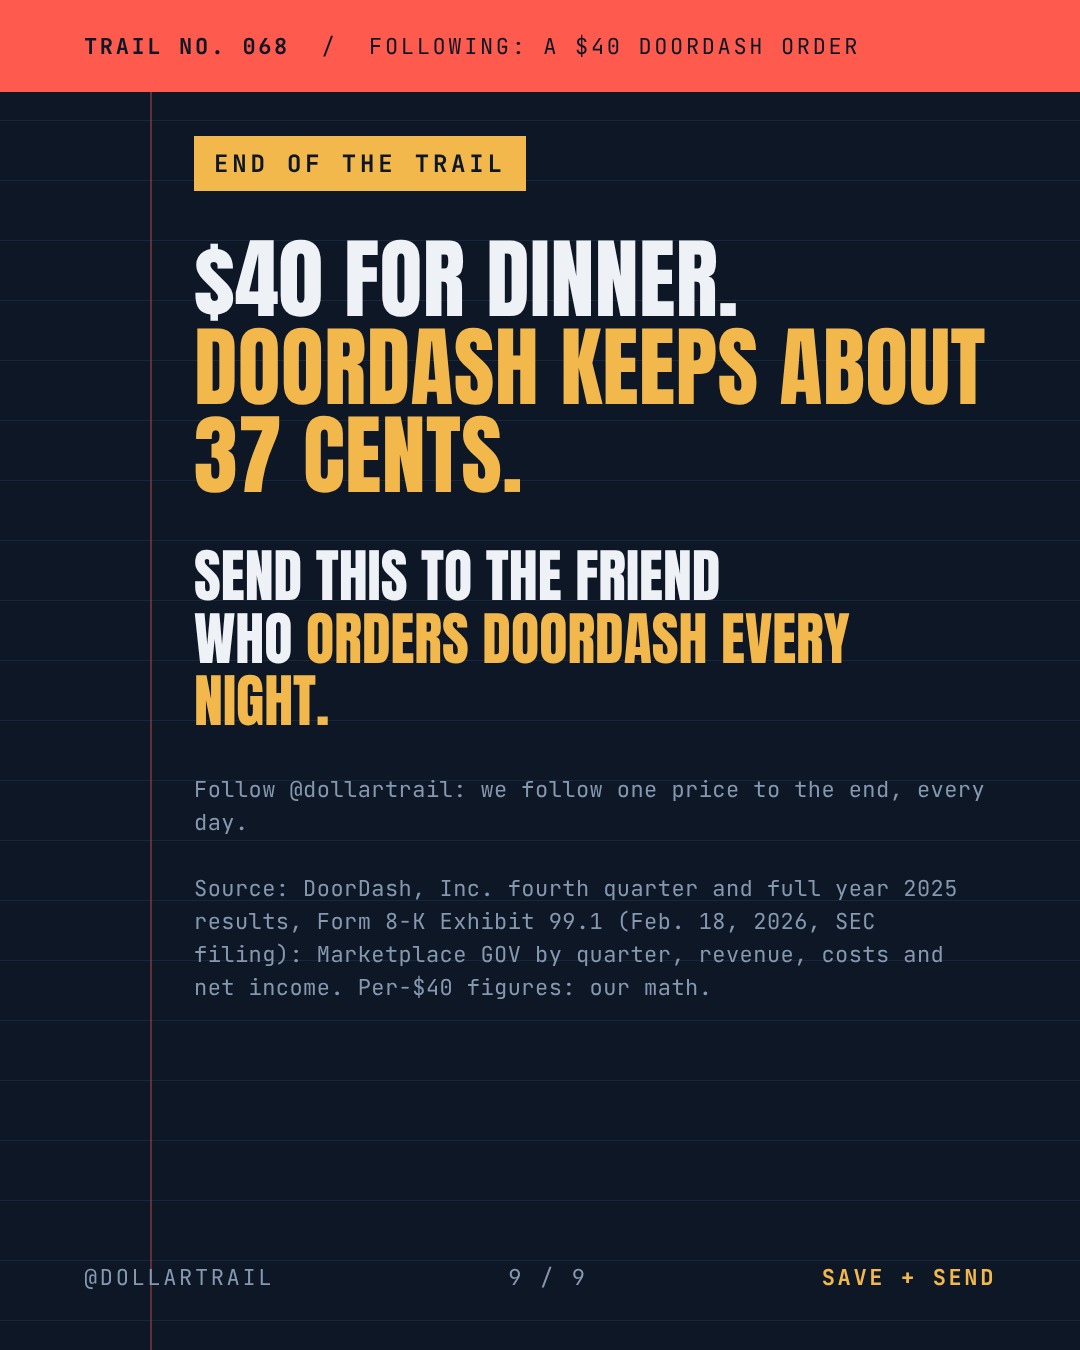 TRAIL NO. 068 / FOLLOWING: A $40 DOORDASH ORDER
END OF THE TRAIL
$40 FOR DINNER.
DOORDASH KEEPS ABOUT
37 CENTS.
SEND THIS TO THE FRIEND
WHO ORDERS DOORDASH EVERY
NIGHT.
Follow @dollartrail: we follow one price to the end, every
day.
Source: DoorDash, Inc. fourth quarter and full year 2025
results, Form 8-K Exhibit 99.1 (Feb. 18, 2026, SEC
filing): Marketplace GOV by quarter, revenue, costs and
net income. Per-$40 figures: our math.
@DOLLARTRAIL
9 / 9
SAVE + SEND